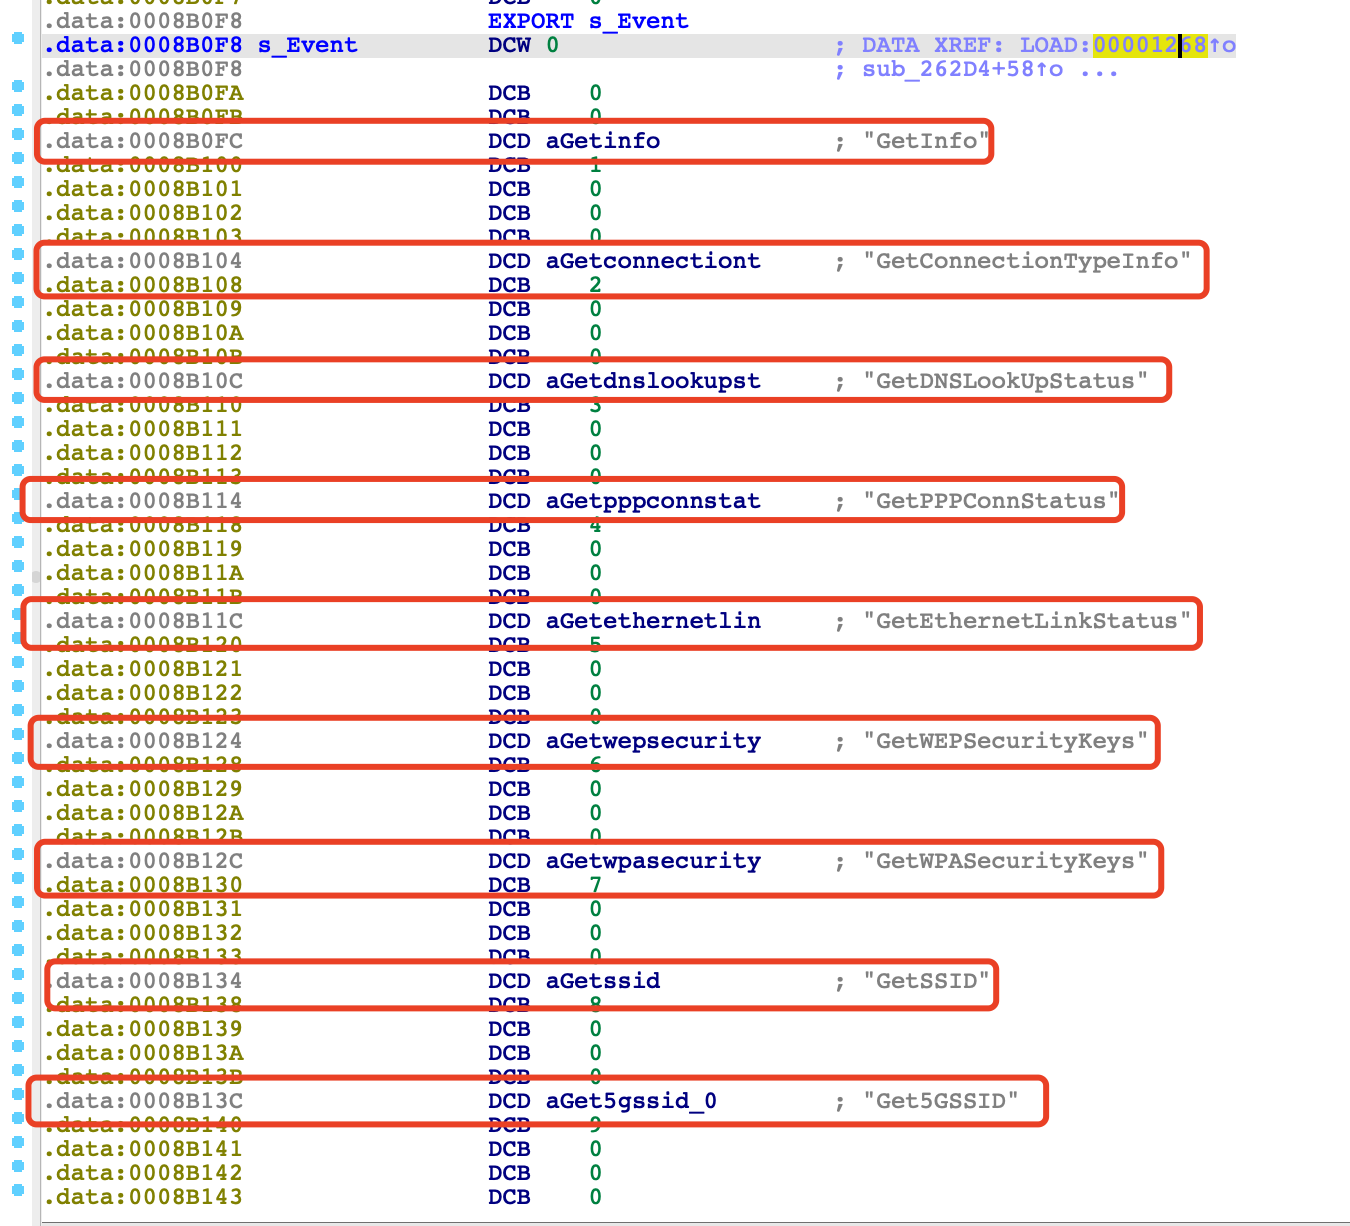 .data:0008B0F7 DCB 0
.data:0008B0F8 EXPORT s_Event
.data:0008B0F8 s_Event DCW 0 ; DATA XREF: LOAD:00001268↑o
.data:0008B0F8 ; sub_262D4+58↑o ...
.data:0008B0FA DCB 0
.data:0008B0FB DCB 0
.data:0008B0FC DCD aGetinfo ; "GetInfo"
.data:0008B100 DCB 1
.data:0008B101 DCB 0
.data:0008B102 DCB 0
.data:0008B103 DCB 0
.data:0008B104 DCD aGetconnectiont ; "GetConnectionTypeInfo"
.data:0008B108 DCB 2
.data:0008B109 DCB 0
.data:0008B10A DCB 0
.data:0008B10B DCB 0
.data:0008B10C DCD aGetdnslookupst ; "GetDNSLookUpStatus"
.data:0008B110 DCB 3
.data:0008B111 DCB 0
.data:0008B112 DCB 0
.data:0008B113 DCB 0
.data:0008B114 DCD aGetpppconnstat ; "GetPPPConnStatus"
.data:0008B118 DCB 4
.data:0008B119 DCB 0
.data:0008B11A DCB 0
.data:0008B11B DCB 0
.data:0008B11C DCD aGetethernetlin ; "GetEthernetLinkStatus"
.data:0008B120 DCB 5
.data:0008B121 DCB 0
.data:0008B122 DCB 0
.data:0008B123 DCB 0
.data:0008B124 DCD aGetwepsecurity ; "GetWEPSecurityKeys"
.data:0008B128 DCB 6
.data:0008B129 DCB 0
.data:0008B12A DCB 0
.data:0008B12B DCB 0
.data:0008B12C DCD aGetwpasecurity ; "GetWPASecurityKeys"
.data:0008B130 DCB 7
.data:0008B131 DCB 0
.data:0008B132 DCB 0
.data:0008B133 DCB 0
.data:0008B134 DCD aGetssid ; "GetSSID"
.data:0008B138 DCB 8
.data:0008B139 DCB 0
.data:0008B13A DCB 0
.data:0008B13B DCB 0
.data:0008B13C DCD aGet5gssid_0 ; "Get5GSSID"
.data:0008B140 DCB 9
.data:0008B141 DCB 0
.data:0008B142 DCB 0
.data:0008B143 DCB 0